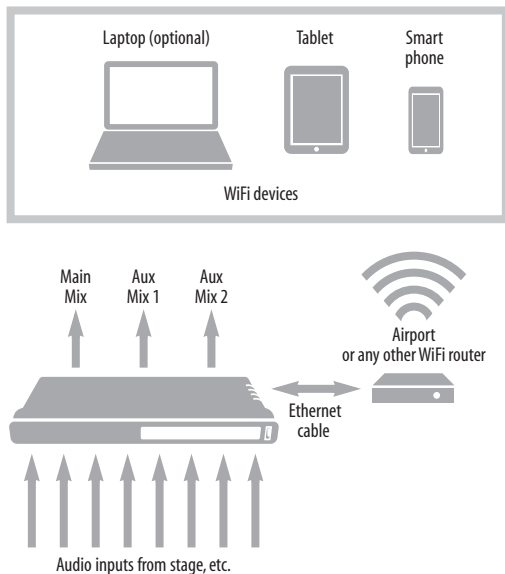 Laptop (optional)
Tablet
Smart
phone
WiFi devices
Main
Mix
Aux
Mix 1
Aux
Mix 2
Airport
or any other WiFi router
Ethernet
cable
Audio inputs from stage, etc.